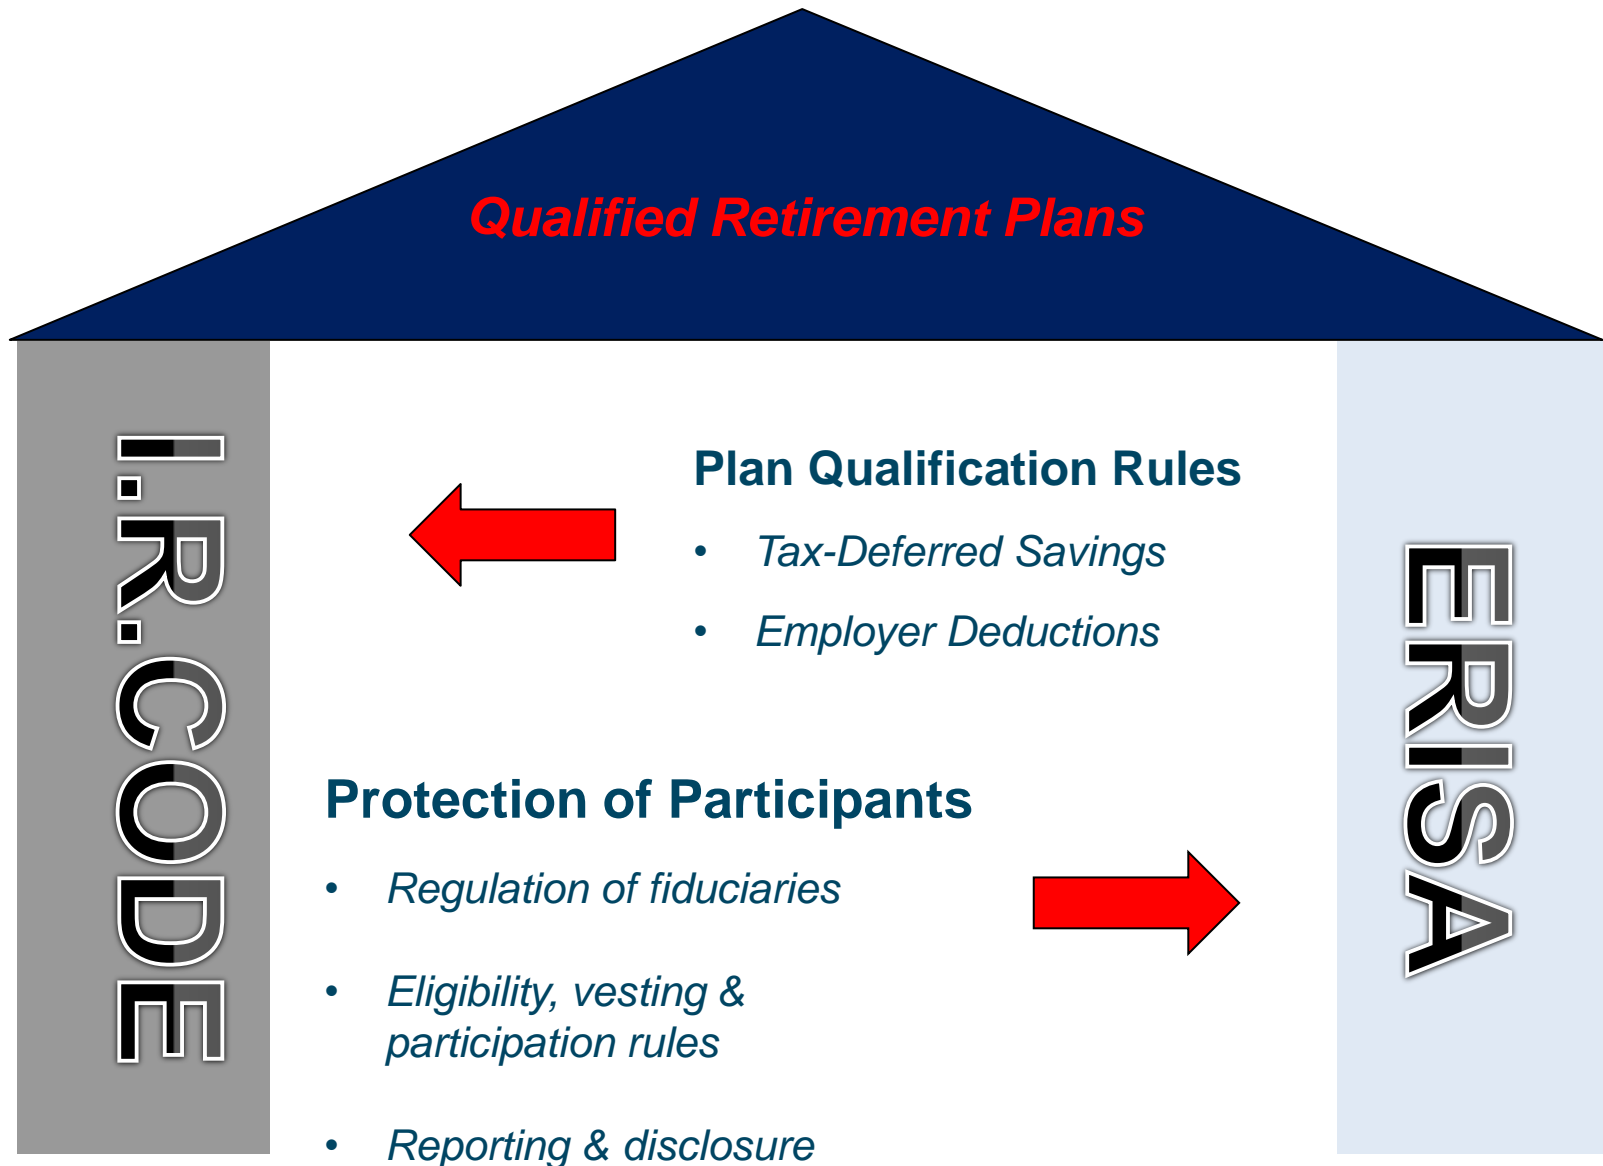 Qualified Retirement Plans
I.R.CODE
Plan Qualification Rules
• Tax-Deferred Savings
• Employer Deductions
ERISA
Protection of Participants
• Regulation of fiduciaries
• Eligibility, vesting &
participation rules
• Reporting & disclosure